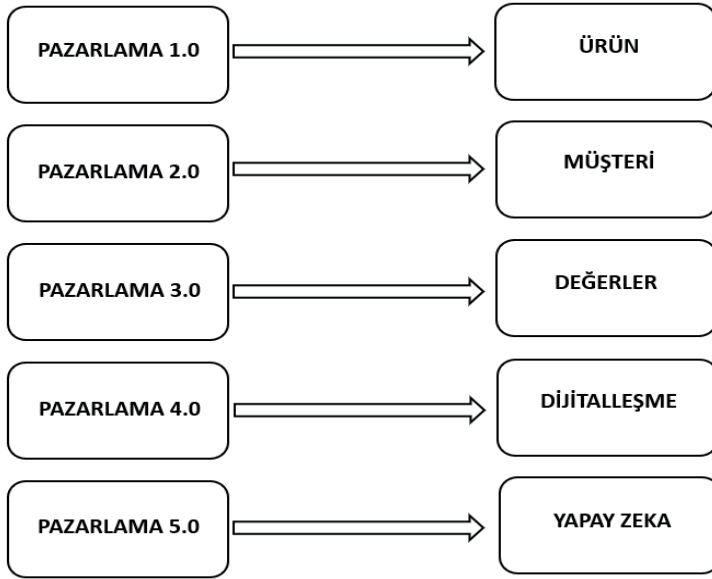 PAZARLAMA 1.0
ÜRÜN
PAZARLAMA 2.0
MÜŞTERİ
PAZARLAMA 3.0
DEĞERLER
PAZARLAMA 4.0
DİJİTALLEŞME
PAZARLAMA 5.0
YAPAY ZEKA